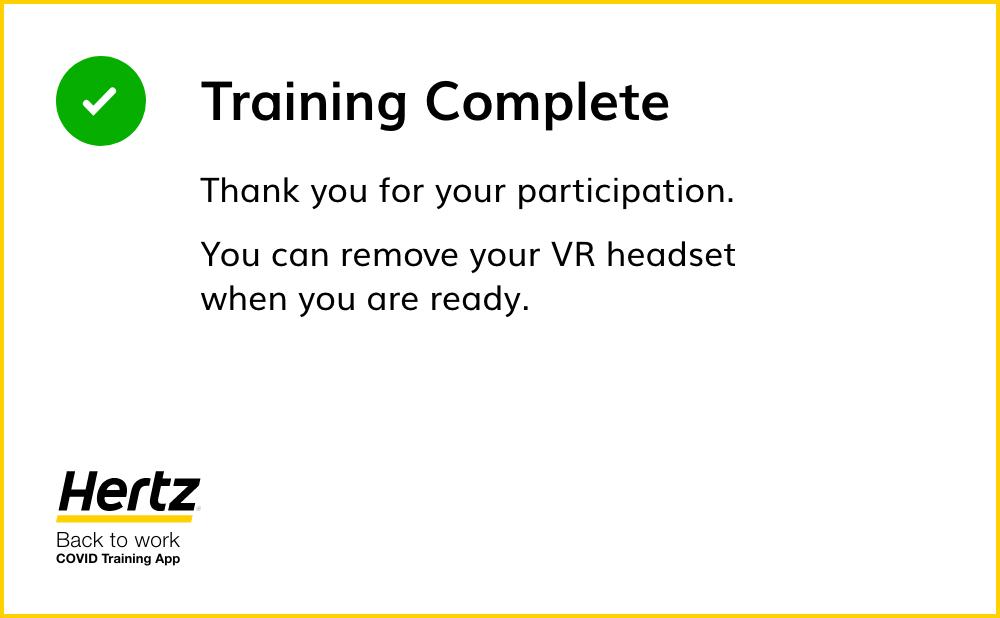 Training Complete
Thank you for your participation.
You can remove your VR headset
when you are ready.
Hertz
Back to work
COVID Training App